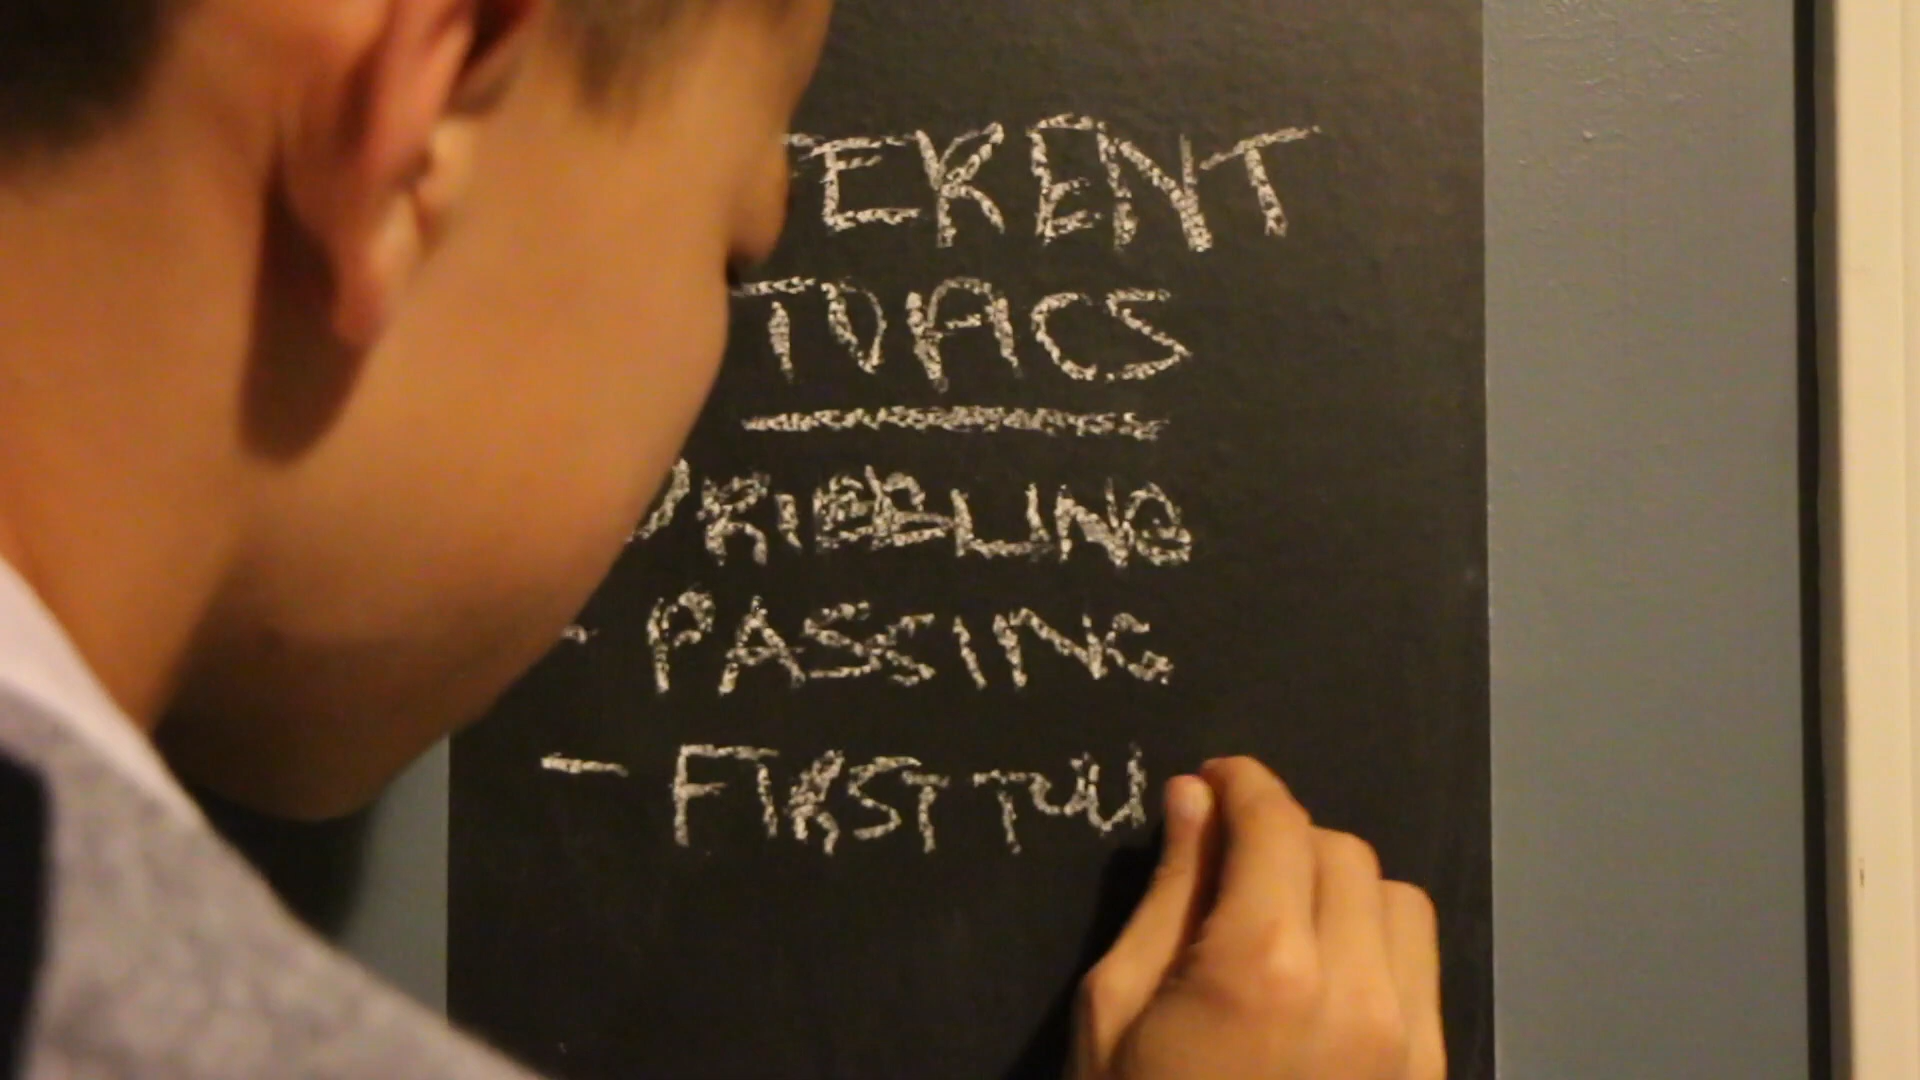 FERENT
TOPICS
DRIBBLING
- PASSING
- FIRST TOU